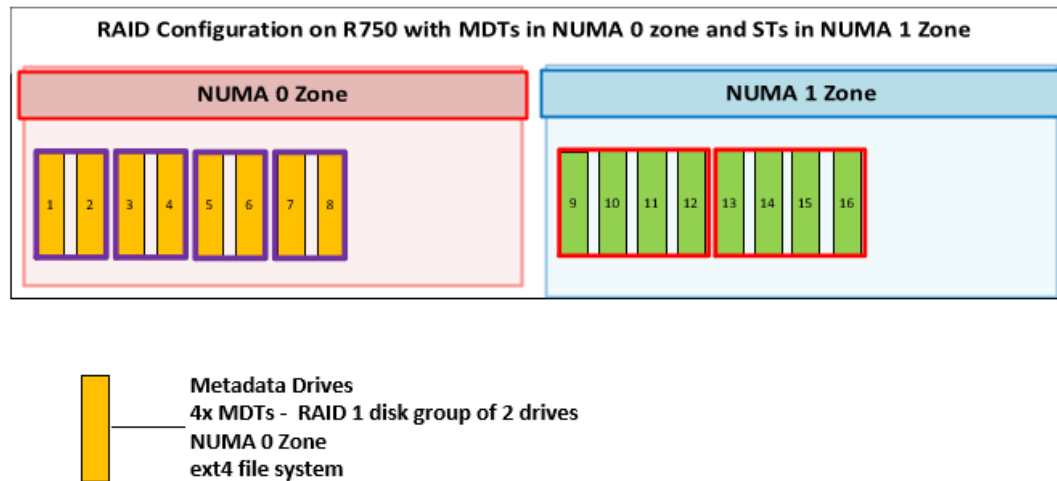 RAID Configuration on R750 with MDTs in NUMA 0 zone and STs in NUMA 1 Zone
NUMA 0 Zone
NUMA 1 Zone
1 2 3 4 5 6 7 8
9 10 11 12 13 14 15 16
Metadata Drives
4x MDTs - RAID 1 disk group of 2 drives
NUMA 0 Zone
ext4 file system